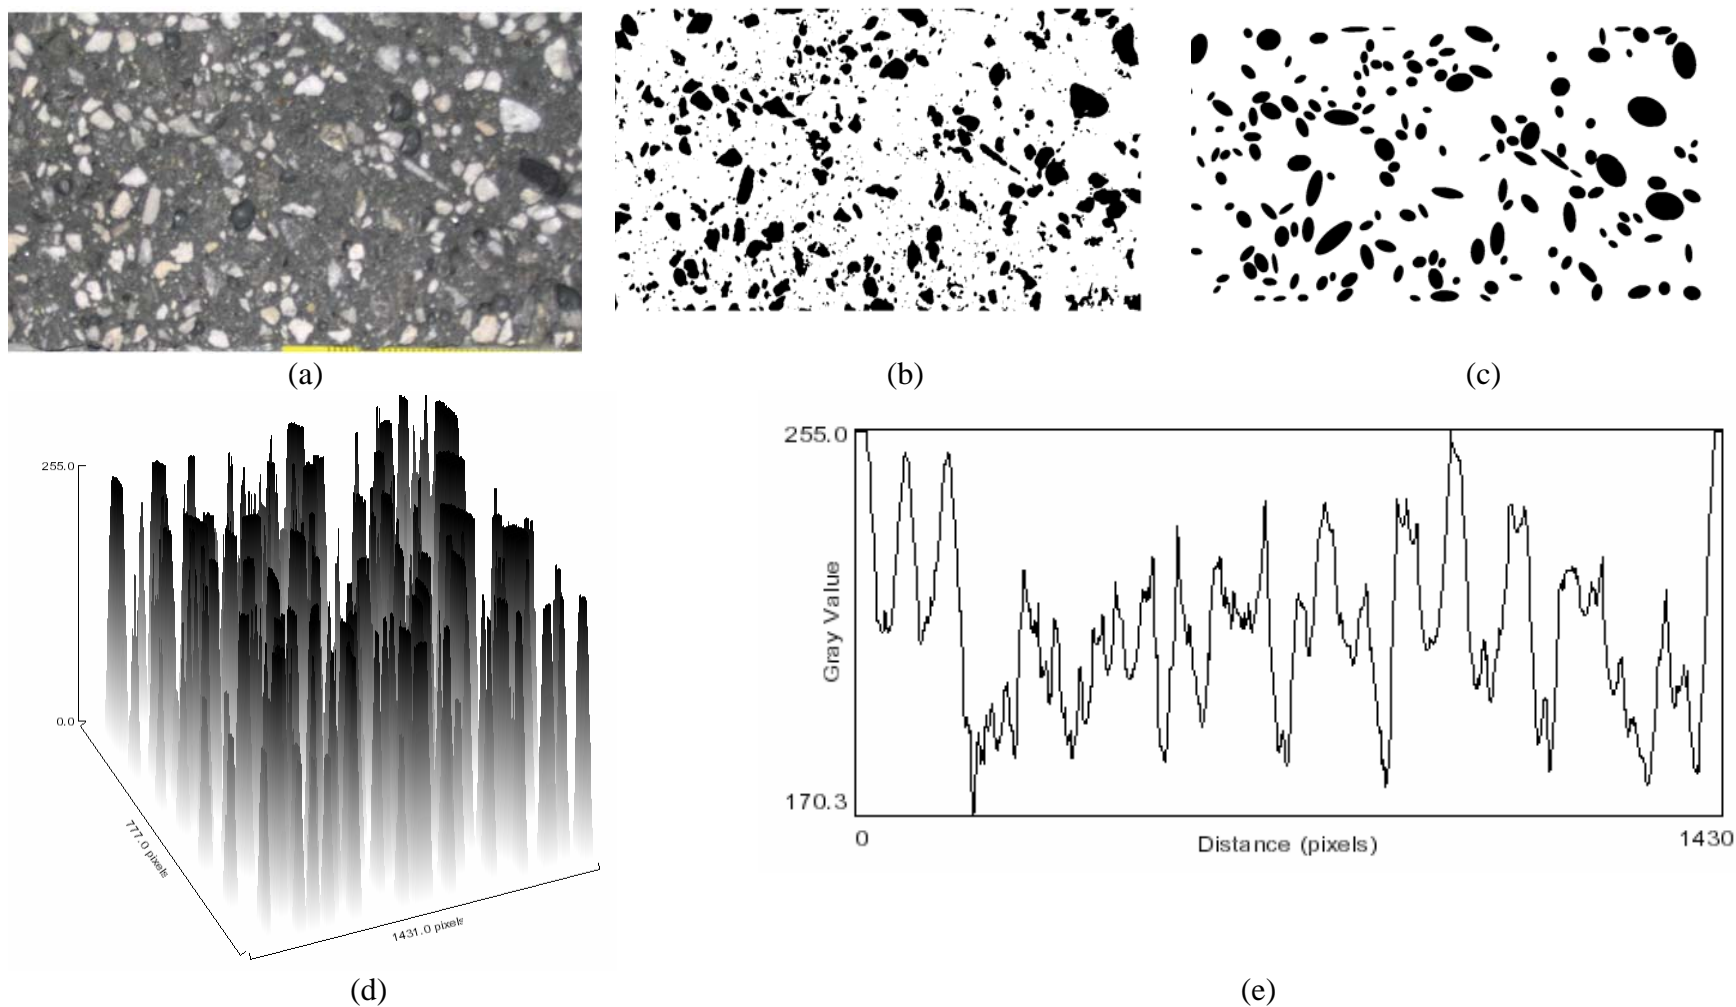 (a)
(b)
(c)
255.0
0.0
777.0 pixels
1431.0 pixels
(d)
255.0
Gray Value
170.3
0
Distance (pixels)
1430
(e)